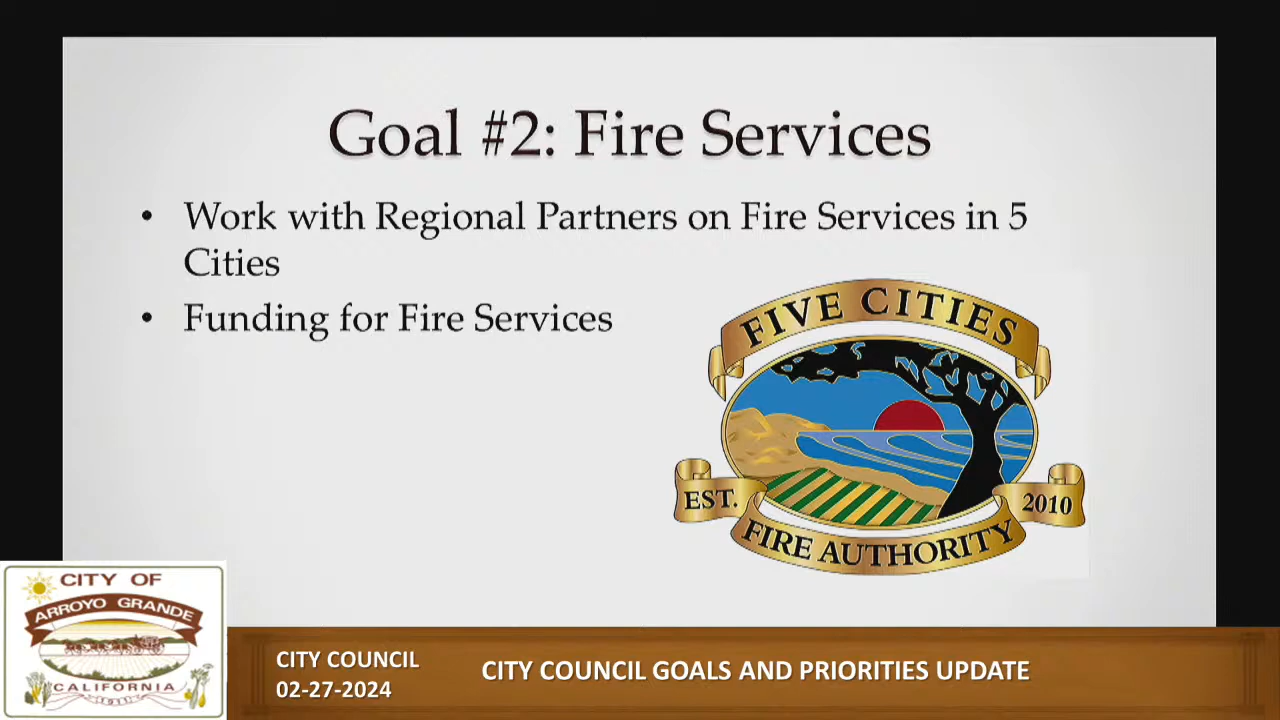 Goal #2: Fire Services
• Work with Regional Partners on Fire Services in 5
Cities
• Funding for Fire Services
FIVE CITIES
EST.
2010
FIRE AUTHORITY
CITY OF
ARROYO GRANDE
CALIFORNIA
1911
CITY COUNCIL
02-27-2024
CITY COUNCIL GOALS AND PRIORITIES UPDATE